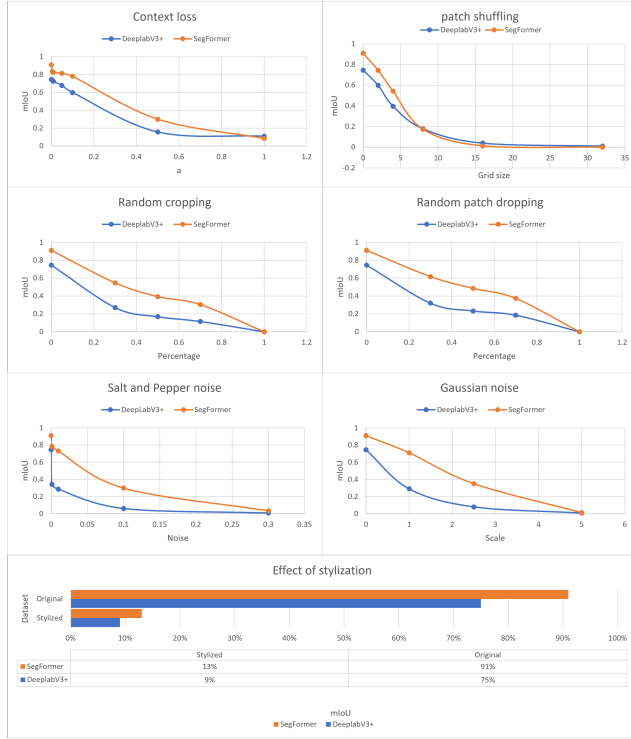 Context loss
DeeplabV3+ SegFormer
mIoU
1
0.8
0.6
0.4
0.2
0
0 0.2 0.4 0.6 0.8 1 1.2
a
patch shuffling
DeeplabV3+ SegFormer
mIoU
1
0.8
0.6
0.4
0.2
0
-0.2
0 5 10 15 20 25 30 35
Grid size
Random cropping
DeeplabV3+ SegFormer
mIoU
1
0.8
0.6
0.4
0.2
0
0 0.2 0.4 0.6 0.8 1 1.2
Percentage
Random patch dropping
DeeplabV3+ SegFormer
mIoU
1
0.8
0.6
0.4
0.2
0
0 0.2 0.4 0.6 0.8 1 1.2
Percentage
Salt and Pepper noise
DeepLabV3+ SegFormer
mIoU
1
0.8
0.6
0.4
0.2
0
0 0.05 0.1 0.15 0.2 0.25 0.3 0.35
Noise
Gaussian noise
DeeplabV3+ SegFormer
mIoU
1
0.8
0.6
0.4
0.2
0
0 1 2 3 4 5 6
Scale
Effect of stylization
Dataset
Original
Stylized
0% 10% 20% 30% 40% 50% 60% 70% 80% 90% 100%
Stylized Original
SegFormer 13% 91%
DeeplabV3+ 9% 75%
mIoU
SegFormer DeeplabV3+